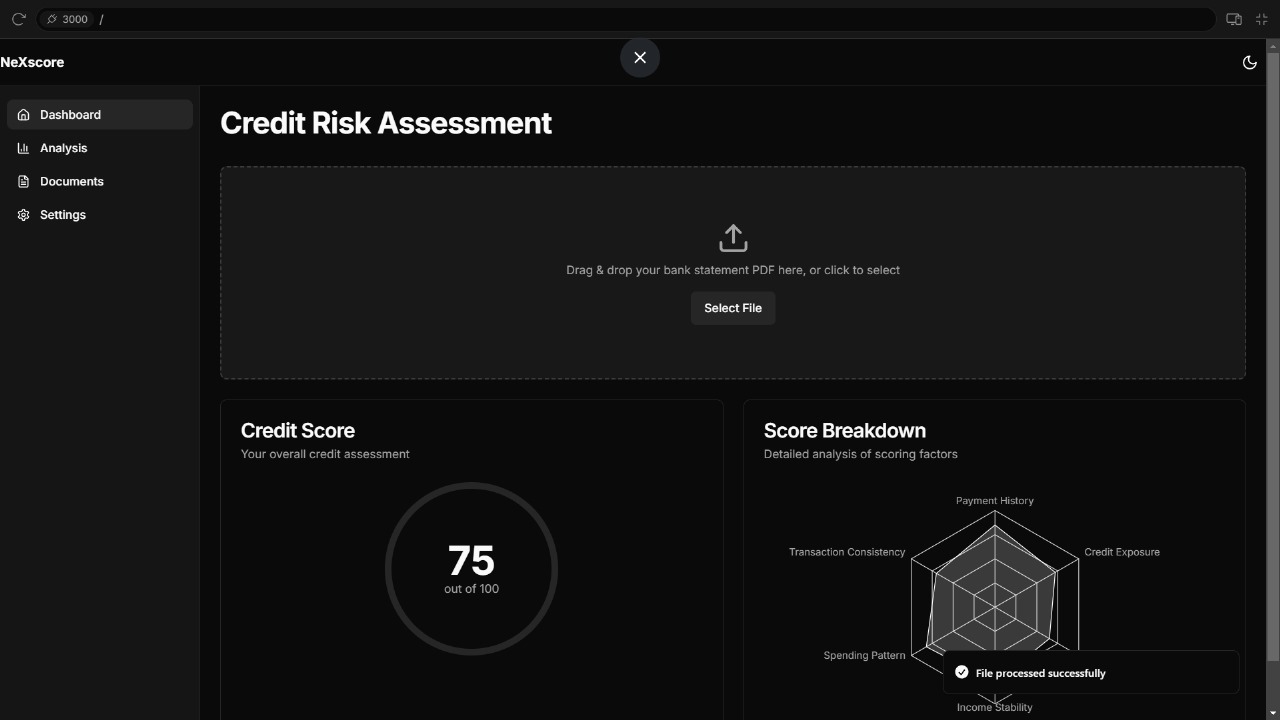 3000 /
NeXscore
Dashboard
Analysis
Documents
Settings
Credit Risk Assessment
Drag & drop your bank statement PDF here, or click to select
Select File
Credit Score
Your overall credit assessment
75
out of 100
Score Breakdown
Detailed analysis of scoring factors
Payment History
Transaction Consistency
Credit Exposure
Spending Pattern
Income Stability
File processed successfully